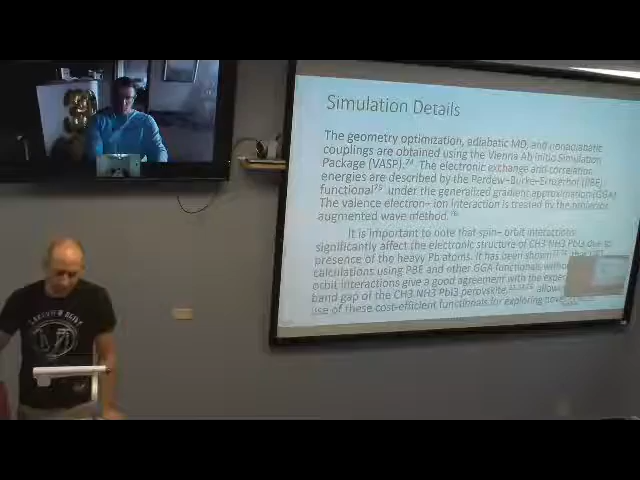 Simulation Details
The geometry optimization, adiabatic MD, and nonadiabatic
couplings are obtained using the Vienna Ab initio Simulation
Package (VASP).74 The electronic exchange and correlation
energies are described by the Perdew−Burke−Ernzerhof (PBE)
functional75 under the generalized gradient approximation (GGA).
The valence electron− ion interaction is treated by the projector
augmented wave method.76
It is important to note that spin− orbit interactions
significantly affect the electronic structure of CH3 NH3 PbI3 due to
presence of the heavy Pb atoms. It has been shown that
calculations using PBE and other GGA functionals
orbit interactions give a good agreement with the
band gap of the CH3 NH3 PbI3 perovskite,
use of these cost-efficient functionals for exploring